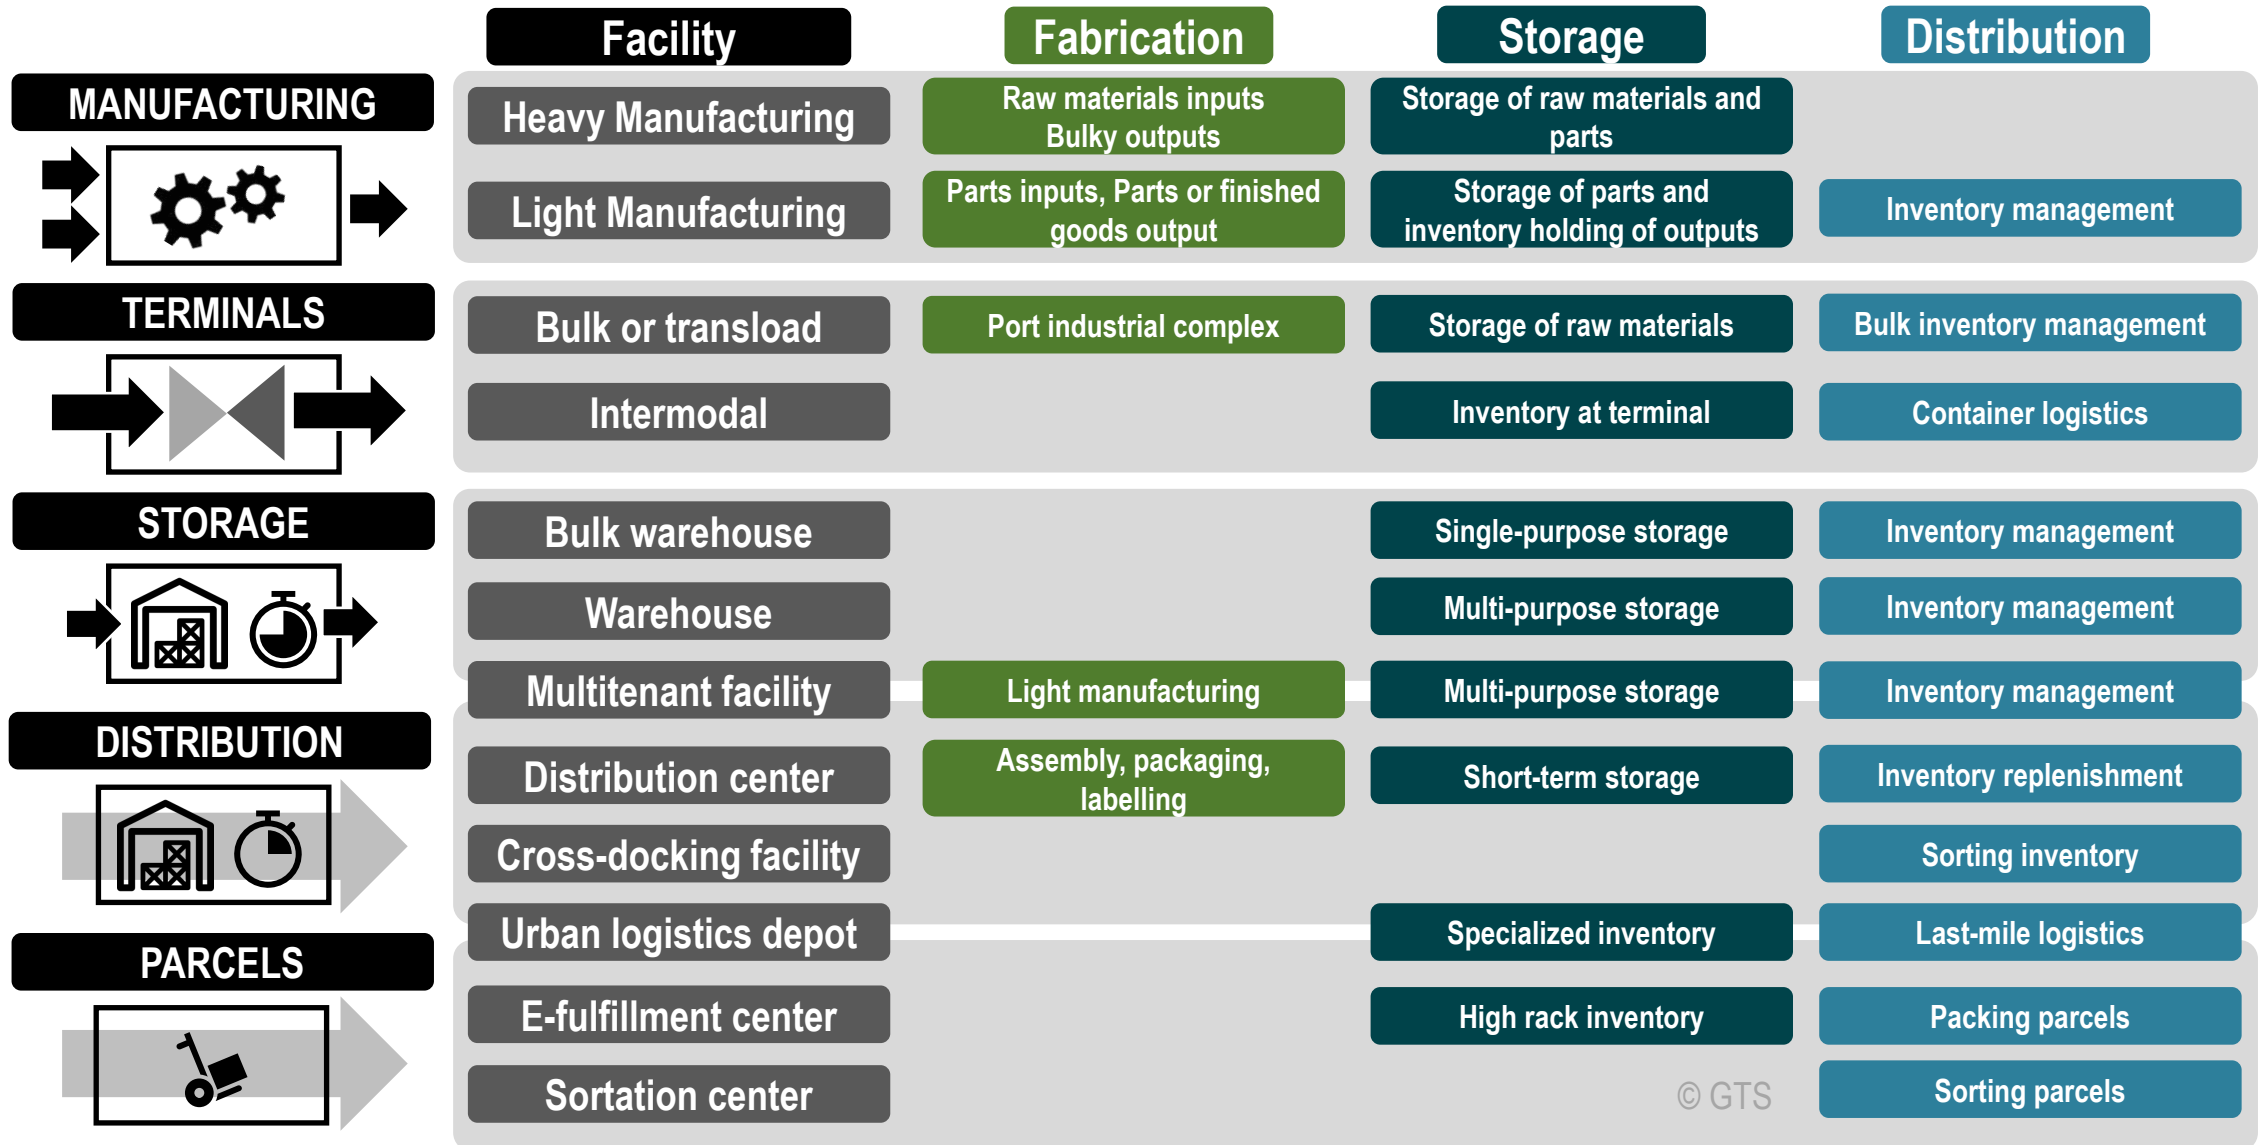 Facility
Fabrication
Storage
Distribution
MANUFACTURING
Heavy Manufacturing
Raw materials inputs
Bulky outputs
Storage of raw materials and
parts
Light Manufacturing
Parts inputs, Parts or finished
goods output
Storage of parts and
inventory holding of outputs
Inventory management
TERMINALS
Bulk or transload
Port industrial complex
Storage of raw materials
Bulk inventory management
Intermodal
Inventory at terminal
Container logistics
STORAGE
Bulk warehouse
Single-purpose storage
Inventory management
Warehouse
Multi-purpose storage
Inventory management
Multitenant facility
Light manufacturing
Multi-purpose storage
Inventory management
DISTRIBUTION
Distribution center
Assembly, packaging,
labelling
Short-term storage
Inventory replenishment
Cross-docking facility
Sorting inventory
Urban logistics depot
Specialized inventory
Last-mile logistics
PARCELS
E-fulfillment center
High rack inventory
Packing parcels
Sortation center
Sorting parcels
© GTS